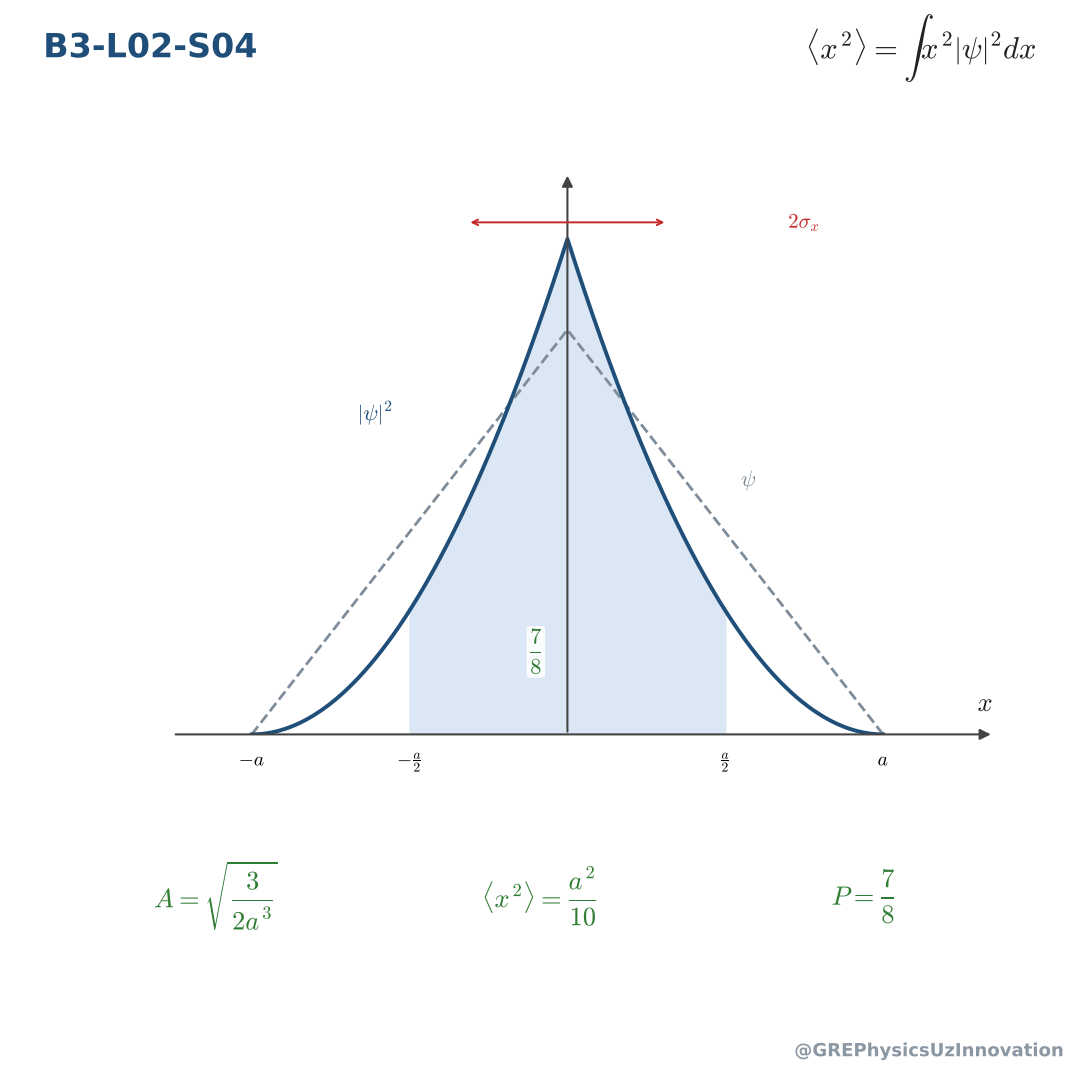 B3-L02-S04
⟨x²⟩ = ∫x²|ψ|²dx
2σₓ
|ψ|²
ψ
7/8
x
−a
−a/2
a/2
a
A = √(3/(2a³))
⟨x²⟩ = a²/10
P = 7/8
@GREPhysicsUzInnovation